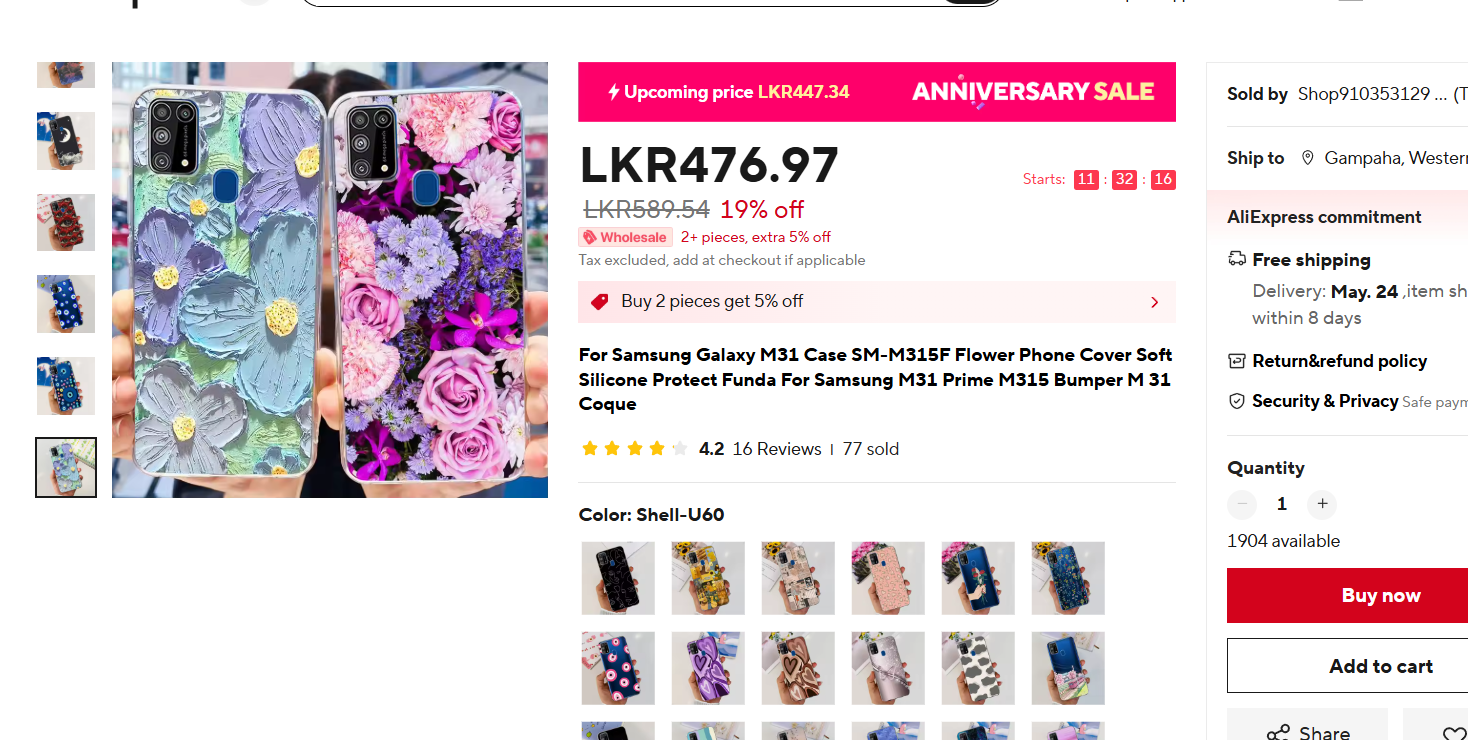 Upcoming price LKR447.34
ANNIVERSARY SALE
LKR476.97
Starts: 11 : 32 : 16
LKR589.54 19% off
Wholesale 2+ pieces, extra 5% off
Tax excluded, add at checkout if applicable
Buy 2 pieces get 5% off
For Samsung Galaxy M31 Case SM-M315F Flower Phone Cover Soft
Silicone Protect Funda For Samsung M31 Prime M315 Bumper M 31
Coque
4.2 16 Reviews 77 sold
Color: Shell-U60
Sold by Shop910353129 ... (T
Ship to Gampaha, Western
AliExpress commitment
Free shipping
Delivery: May. 24 ,item sh
within 8 days
Return&refund policy
Security & Privacy Safe paym
Quantity
− 1 +
1904 available
Buy now
Add to cart
Share